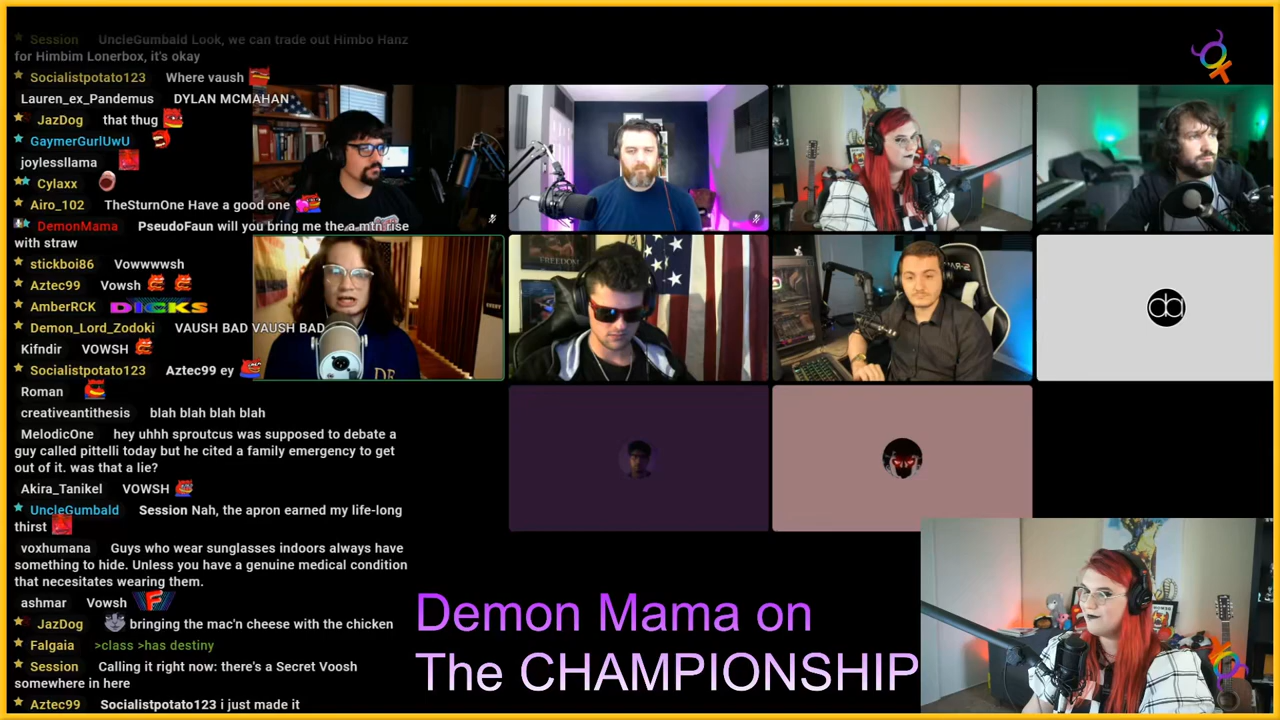 Session UncleGumbald Look, we can trade out Himbo Hanz
for Himbim Lonerbox, it's okay
Socialistpotato123 Where vaush
Lauren_ex_Pandemus DYLAN MCMAHAN
JazDog that thug
GaymerGurlUwU
joylessllama
Cylaxx
Airo_102 TheSturnOne Have a good one
DemonMama PseudoFaun will you bring me the a mtn rise
with straw
stickboi86 Vowwwwsh
Aztec99 Vowsh
AmberRCK DICKS
Demon_Lord_Zodoki VAUSH BAD VAUSH BAD
Kifndir VOWSH
Socialistpotato123 Aztec99 ey
Roman
creativeantithesis blah blah blah blah
MelodicOne hey uhhh sproutcus was supposed to debate a
guy called pittelli today but he cited a family emergency to get
out of it. was that a lie?
Akira_Tanikel VOWSH
UncleGumbald Session Nah, the apron earned my life-long
thirst
voxhumana Guys who wear sunglasses indoors always have
something to hide. Unless you have a genuine medical condition
that necessitates wearing them.
ashmar Vowsh F
JazDog bringing the mac'n cheese with the chicken
Falgaia >class >has destiny
Session Calling it right now: there's a Secret Voosh
somewhere in here
Aztec99 Socialistpotato123 i just made it
FREEDOM
da
Demon Mama on
The CHAMPIONSHIP